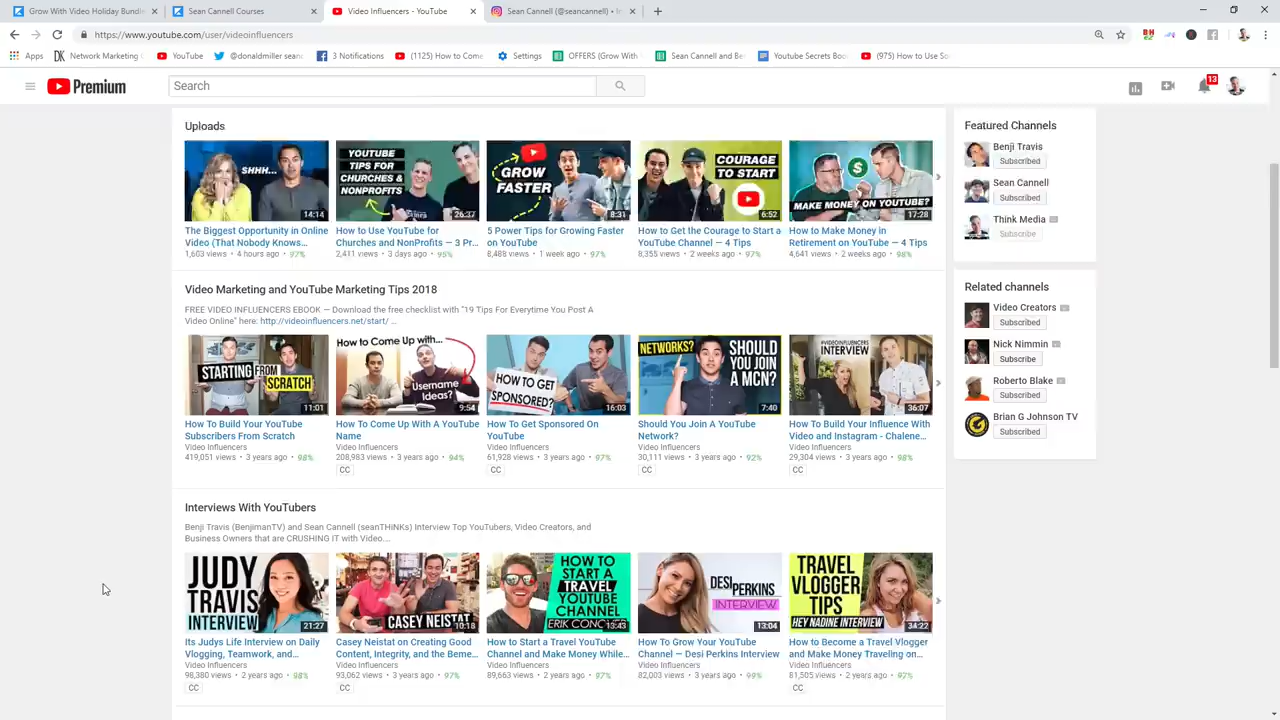 Grow With Video Holiday Bundl
Sean Cannell Courses
Video Influencers - YouTube
Sean Cannell (@seancannell) • In
https://www.youtube.com/user/videoinfluencers
Apps
Network Marketing
YouTube
@donaldmiller seanc
3 Notifications
(1125) How to Come
Settings
OFFERS (Grow With
Sean Cannell and Be
Youtube Secrets Boo
(975) How to Use So
Premium
Search
13
Uploads
SHHH...
14:14
YOUTUBE
TIPS FOR
CHURCHES &
NONPROFITS
26:37
GROW
FASTER
8:31
COURAGE
TO START
6:52
MAKE MONEY ON YOUTUBE?
17:28
The Biggest Opportunity in Online
Video (That Nobody Knows...
1,603 views • 4 hours ago • 97%
How to Use YouTube for
Churches and NonProfits — 3 Pr...
2,411 views • 3 days ago • 95%
5 Power Tips for Growing Faster
on YouTube
8,488 views • 1 week ago • 97%
How to Get the Courage to Start a
YouTube Channel — 4 Tips
8,355 views • 2 weeks ago • 97%
How to Make Money in
Retirement on YouTube — 4 Tips
4,641 views • 2 weeks ago • 98%
Video Marketing and YouTube Marketing Tips 2018
FREE VIDEO INFLUENCERS EBOOK — Download the free checklist with "19 Tips For Everytime You Post A
Video Online" here: http://videoinfluencers.net/start/ ...
STARTING FROM
SCRATCH
11:01
How to Come Up with...
Username
Ideas?
9:54
HOW TO GET
SPONSORED?
16:03
NETWORKS?
SHOULD
YOU JOIN
A MCN?
7:40
#VIDEOINFLUENCERS
INTERVIEW
36:07
How To Build Your YouTube
Subscribers From Scratch
Video Influencers
419,051 views • 3 years ago • 98%
How To Come Up With A YouTube
Name
Video Influencers
208,983 views • 3 years ago • 94%
CC
How To Get Sponsored On
YouTube
Video Influencers
61,928 views • 3 years ago • 97%
CC
Should You Join A YouTube
Network?
Video Influencers
30,111 views • 3 years ago • 92%
CC
How To Build Your Influence With
Video and Instagram - Chalene...
Video Influencers
29,304 views • 3 years ago • 98%
CC
Interviews With YouTubers
Benji Travis (BenjimanTV) and Sean Cannell (seanTHiNKs) Interview Top YouTubers, Video Creators, and
Business Owners that are CRUSHING IT with Video....
JUDY
TRAVIS
INTERVIEW
21:27
CASEY NEISTAT
10:18
HOW TO
START A
TRAVEL
YOUTUBE
CHANNEL
13:43
DESI PERKINS
INTERVIEW
13:04
TRAVEL
VLOGGER
TIPS
HEY NADINE INTERVIEW
34:22
Its Judys Life Interview on Daily
Vlogging, Teamwork, and...
Video Influencers
98,380 views • 2 years ago • 98%
CC
Casey Neistat on Creating Good
Content, Integrity, and the Beme...
Video Influencers
93,062 views • 3 years ago • 97%
CC
How to Start a Travel YouTube
Channel and Make Money While...
Video Influencers
89,663 views • 2 years ago • 97%
How To Grow Your YouTube
Channel — Desi Perkins Interview
Video Influencers
82,003 views • 3 years ago • 99%
How to Become a Travel Vlogger
and Make Money Traveling on...
Video Influencers
81,505 views • 2 years ago • 97%
CC
Featured Channels
Benji Travis
Subscribed
Sean Cannell
Subscribed
Think Media
Subscribe
Related channels
Video Creators
Subscribed
Nick Nimmin
Subscribe
Roberto Blake
Subscribed
Brian G Johnson TV
Subscribed